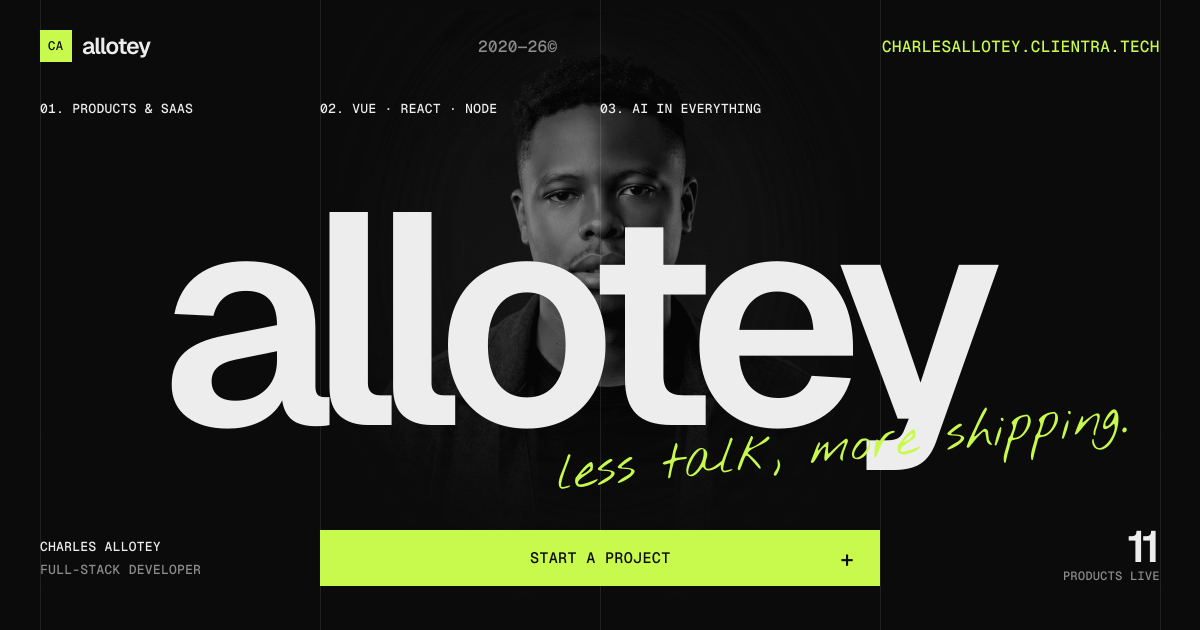 CA allotey
2020—26©
CHARLESALLOTEY.CLIENTRA.TECH
01. PRODUCTS & SAAS
02. VUE · REACT · NODE
03. AI IN EVERYTHING
allotey
less talk, more shipping.
CHARLES ALLOTEY
FULL-STACK DEVELOPER
START A PROJECT +
11
PRODUCTS LIVE